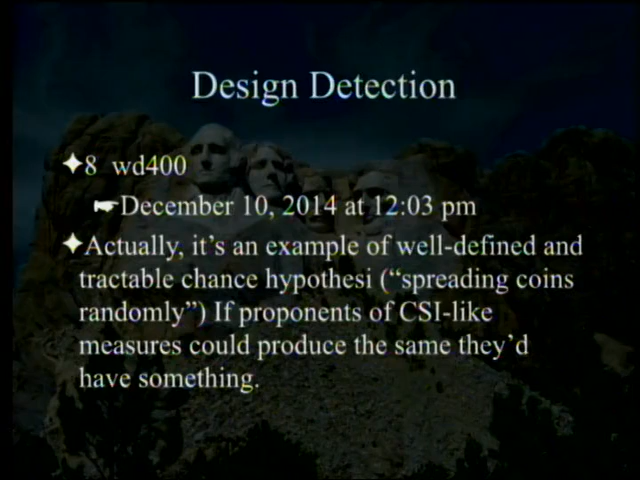 Design Detection
8 wd400
December 10, 2014 at 12:03 pm
Actually, it's an example of well-defined and
tractable chance hypothesi (“spreading coins
randomly”) If proponents of CSI-like
measures could produce the same they'd
have something.